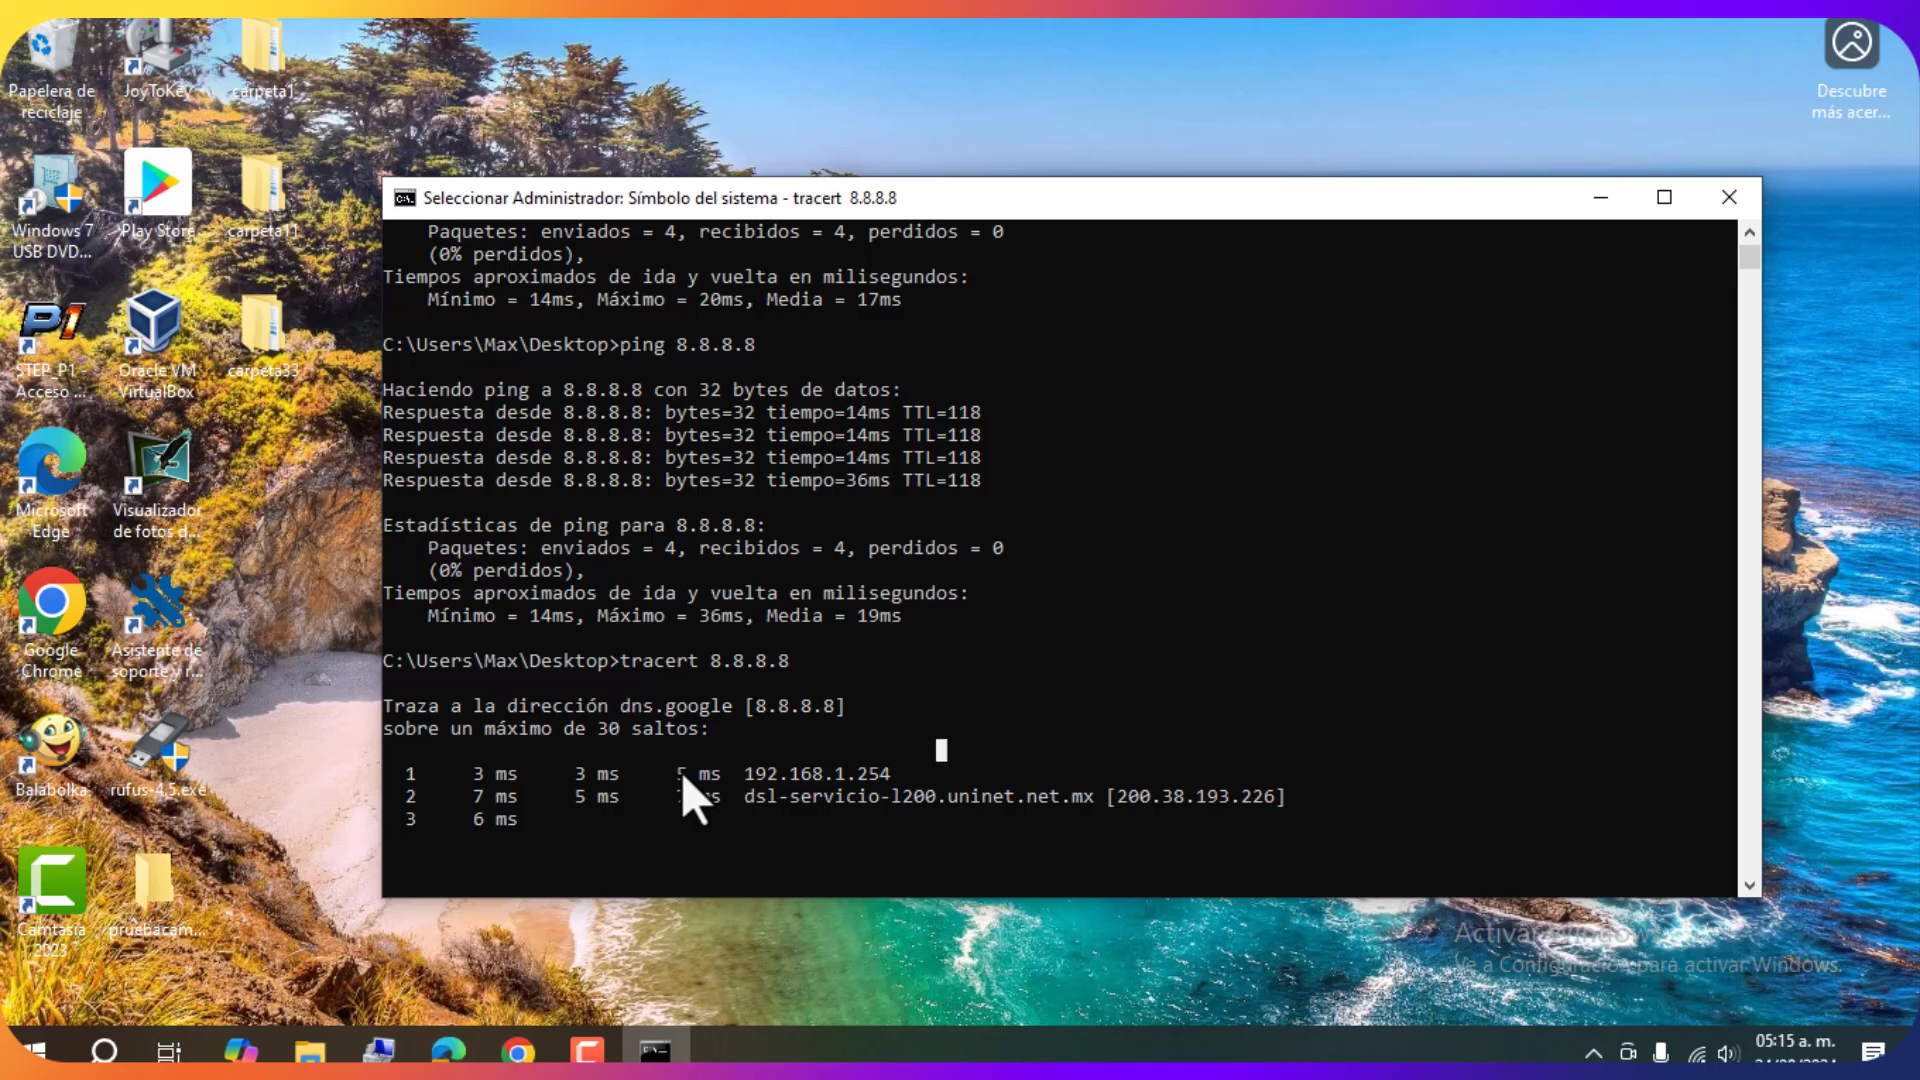 Papelera de
reciclaje
JoyToKey
carpeta1
Descubre
más acer...
Windows 7
USB DVD...
Play Store
carpeta11
STEP_P1 -
Acceso ...
Oracle VM
VirtualBox
carpeta33
Microsoft
Edge
Visualizador
de fotos d...
Google
Chrome
Asistente de
soporte y r...
Balabolka
rufus-4,5.exe
Camtasia
2023
pruebacam...
Seleccionar Administrador: Símbolo del sistema - tracert 8.8.8.8
Paquetes: enviados = 4, recibidos = 4, perdidos = 0
(0% perdidos),
Tiempos aproximados de ida y vuelta en milisegundos:
Mínimo = 14ms, Máximo = 20ms, Media = 17ms
C:\Users\Max\Desktop>ping 8.8.8.8
Haciendo ping a 8.8.8.8 con 32 bytes de datos:
Respuesta desde 8.8.8.8: bytes=32 tiempo=14ms TTL=118
Respuesta desde 8.8.8.8: bytes=32 tiempo=14ms TTL=118
Respuesta desde 8.8.8.8: bytes=32 tiempo=14ms TTL=118
Respuesta desde 8.8.8.8: bytes=32 tiempo=36ms TTL=118
Estadísticas de ping para 8.8.8.8:
Paquetes: enviados = 4, recibidos = 4, perdidos = 0
(0% perdidos),
Tiempos aproximados de ida y vuelta en milisegundos:
Mínimo = 14ms, Máximo = 36ms, Media = 19ms
C:\Users\Max\Desktop>tracert 8.8.8.8
Traza a la dirección dns.google [8.8.8.8]
sobre un máximo de 30 saltos:
1 3 ms 3 ms 5 ms 192.168.1.254
2 7 ms 5 ms ms dsl-servicio-l200.uninet.net.mx [200.38.193.226]
3 6 ms
Activar Windows
Ve a Configuración para activar Windows.
05:15 a. m.